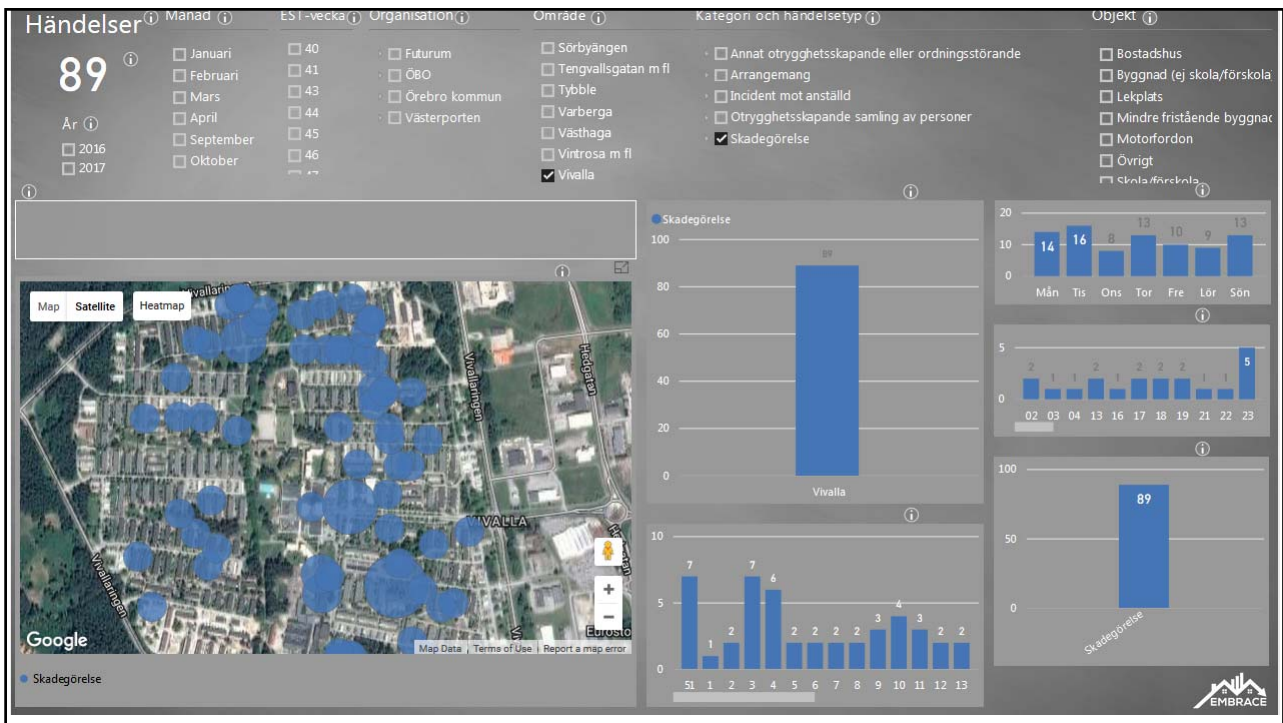 Händelser
89
År
2016
2017
Månad
Januari
Februari
Mars
April
September
Oktober
EST-vecka
40
41
43
44
45
46
47
Organisation
Futurum
ÖBO
Örebro kommun
Västerporten
Område
Sörbyängen
Tengvallsgatan m fl
Tybble
Varberga
Västhaga
Vintrosa m fl
Vivalla
Kategori och händelsetyp
Annat otrygghetsskapande eller ordningsstörande
Arrangemang
Incident mot anställd
Otrygghetsskapande samling av personer
Skadegörelse
Objekt
Bostadshus
Byggnad (ej skola/förskola
Lekplats
Mindre fristående byggnad
Motorfordon
Övrigt
Skola/förskola
Map Satellite Heatmap
Vivallarin
Vivallaringen
Hedgatan
VIVALLA
Vivallaringen
Eurosto
Google
Map Data Terms of Use Report a map error
+
−
Skadegörelse
Skadegörelse
100
80
60
40
20
0
89
Vivalla
10
5
0
7 1 2 7 6 2 2 2 2 3 4 3 2 2
51 1 2 3 4 5 6 7 8 9 10 11 12 13
20
10
0
14 16 8 13 10 9 13
Mån Tis Ons Tor Fre Lör Sön
5
0
2 1 1 2 1 2 2 2 1 1 5
02 03 04 13 16 17 18 19 21 22 23
100
50
0
89
Skadegörelse
EMBRACE